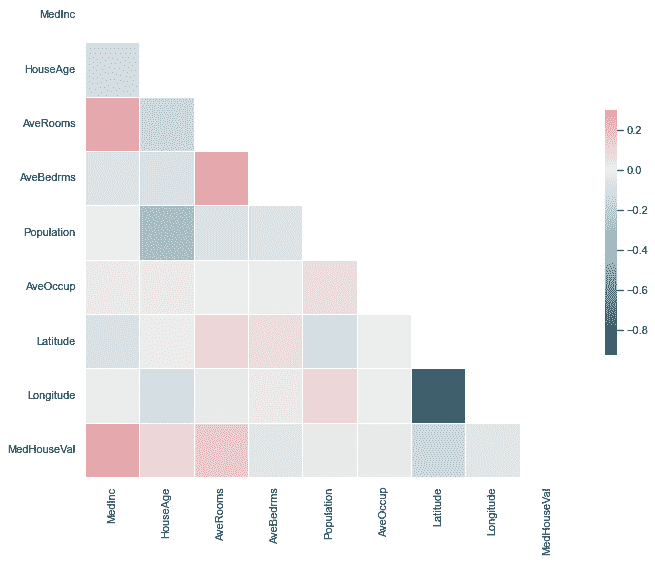 MedInc
HouseAge
AveRooms
AveBedrms
Population
AveOccup
Latitude
Longitude
MedHouseVal
0.2
0.0
−0.2
−0.4
−0.6
−0.8
MedInc
HouseAge
AveRooms
AveBedrms
Population
AveOccup
Latitude
Longitude
MedHouseVal